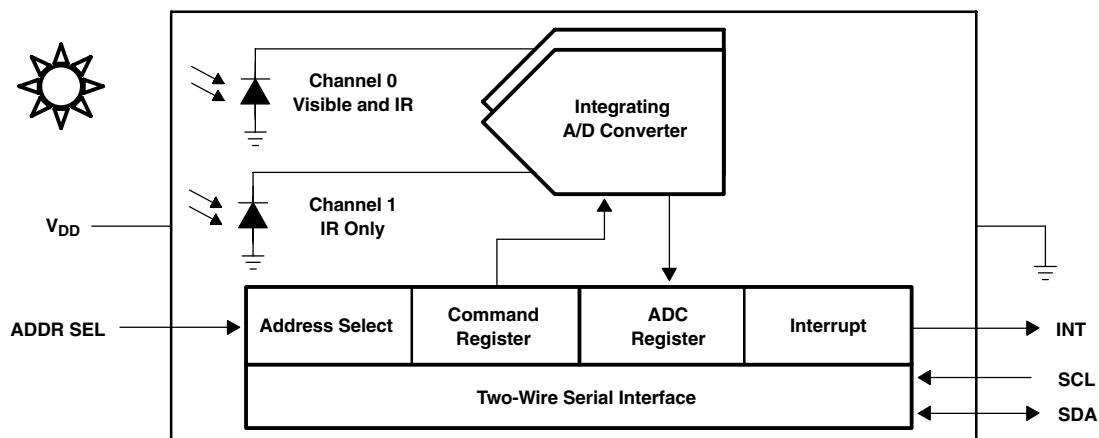 Channel 0
Visible and IR
Integrating
A/D Converter
Channel 1
IR Only
VDD
ADDR SEL
Address Select
Command
Register
ADC
Register
Interrupt
INT
Two-Wire Serial Interface
SCL
SDA